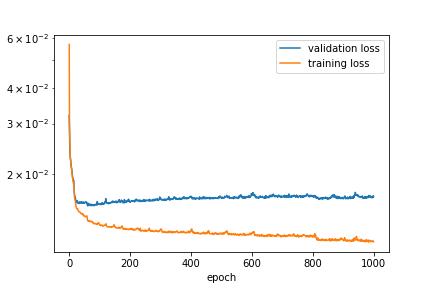 6 × 10⁻²
4 × 10⁻²
3 × 10⁻²
2 × 10⁻²
validation loss
training loss
0 200 400 600 800 1000
epoch